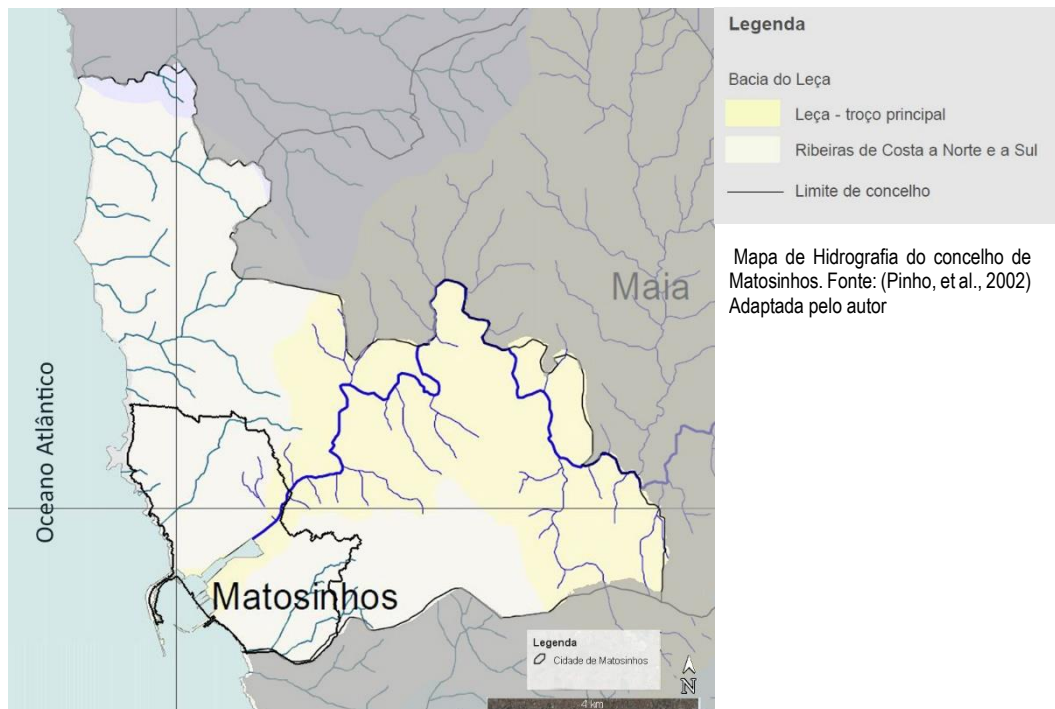 Legenda
Bacia do Leça
Leça - troço principal
Ribeiras de Costa a Norte e a Sul
Limite de concelho
Mapa de Hidrografia do concelho de
Matosinhos. Fonte: (Pinho, et al., 2002)
Adaptada pelo autor
Maia
Oceano Atlântico
Matosinhos
Legenda
Cidade de Matosinhos
N
4 km